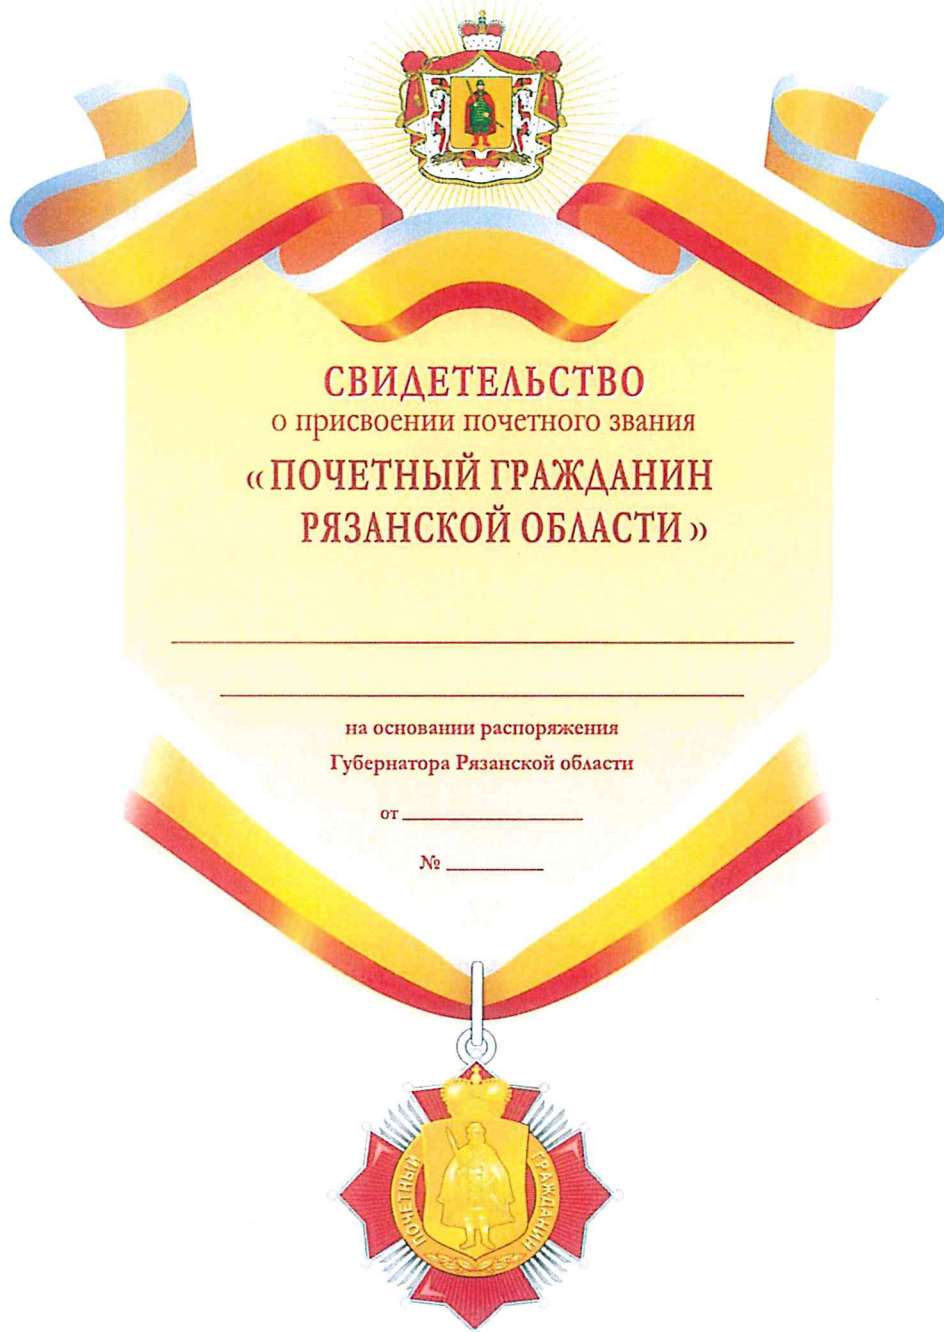 СВИДЕТЕЛЬСТВО
о присвоении почетного звания
«ПОЧЕТНЫЙ ГРАЖДАНИН
РЯЗАНСКОЙ ОБЛАСТИ»
на основании распоряжения
Губернатора Рязанской области
от
№
ПОЧЕТНЫЙ ГРАЖДАНИН